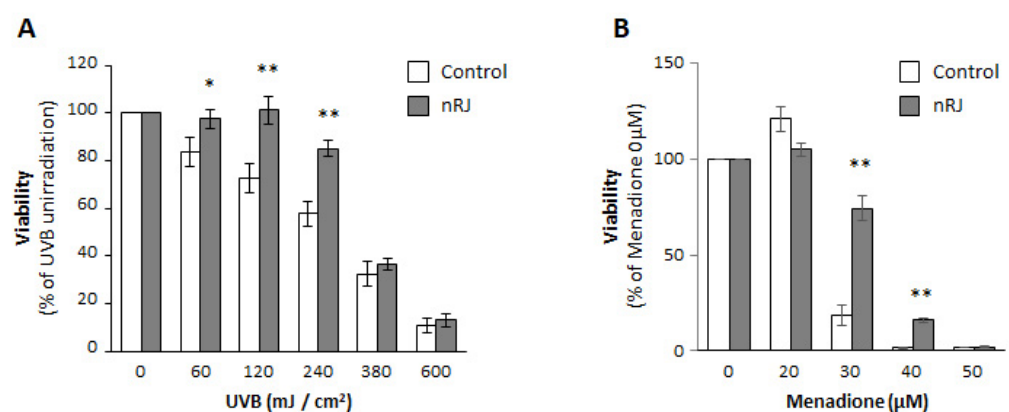 A
120
100
80
60
40
20
0
Viability
(% of UVB unirradiation)
* ** **
Control
nRJ
0 60 120 240 380 600
UVB (mJ / cm²)
B
150
100
50
0
Viability
(% of Menadione 0μM)
** **
Control
nRJ
0 20 30 40 50
Menadione (μM)